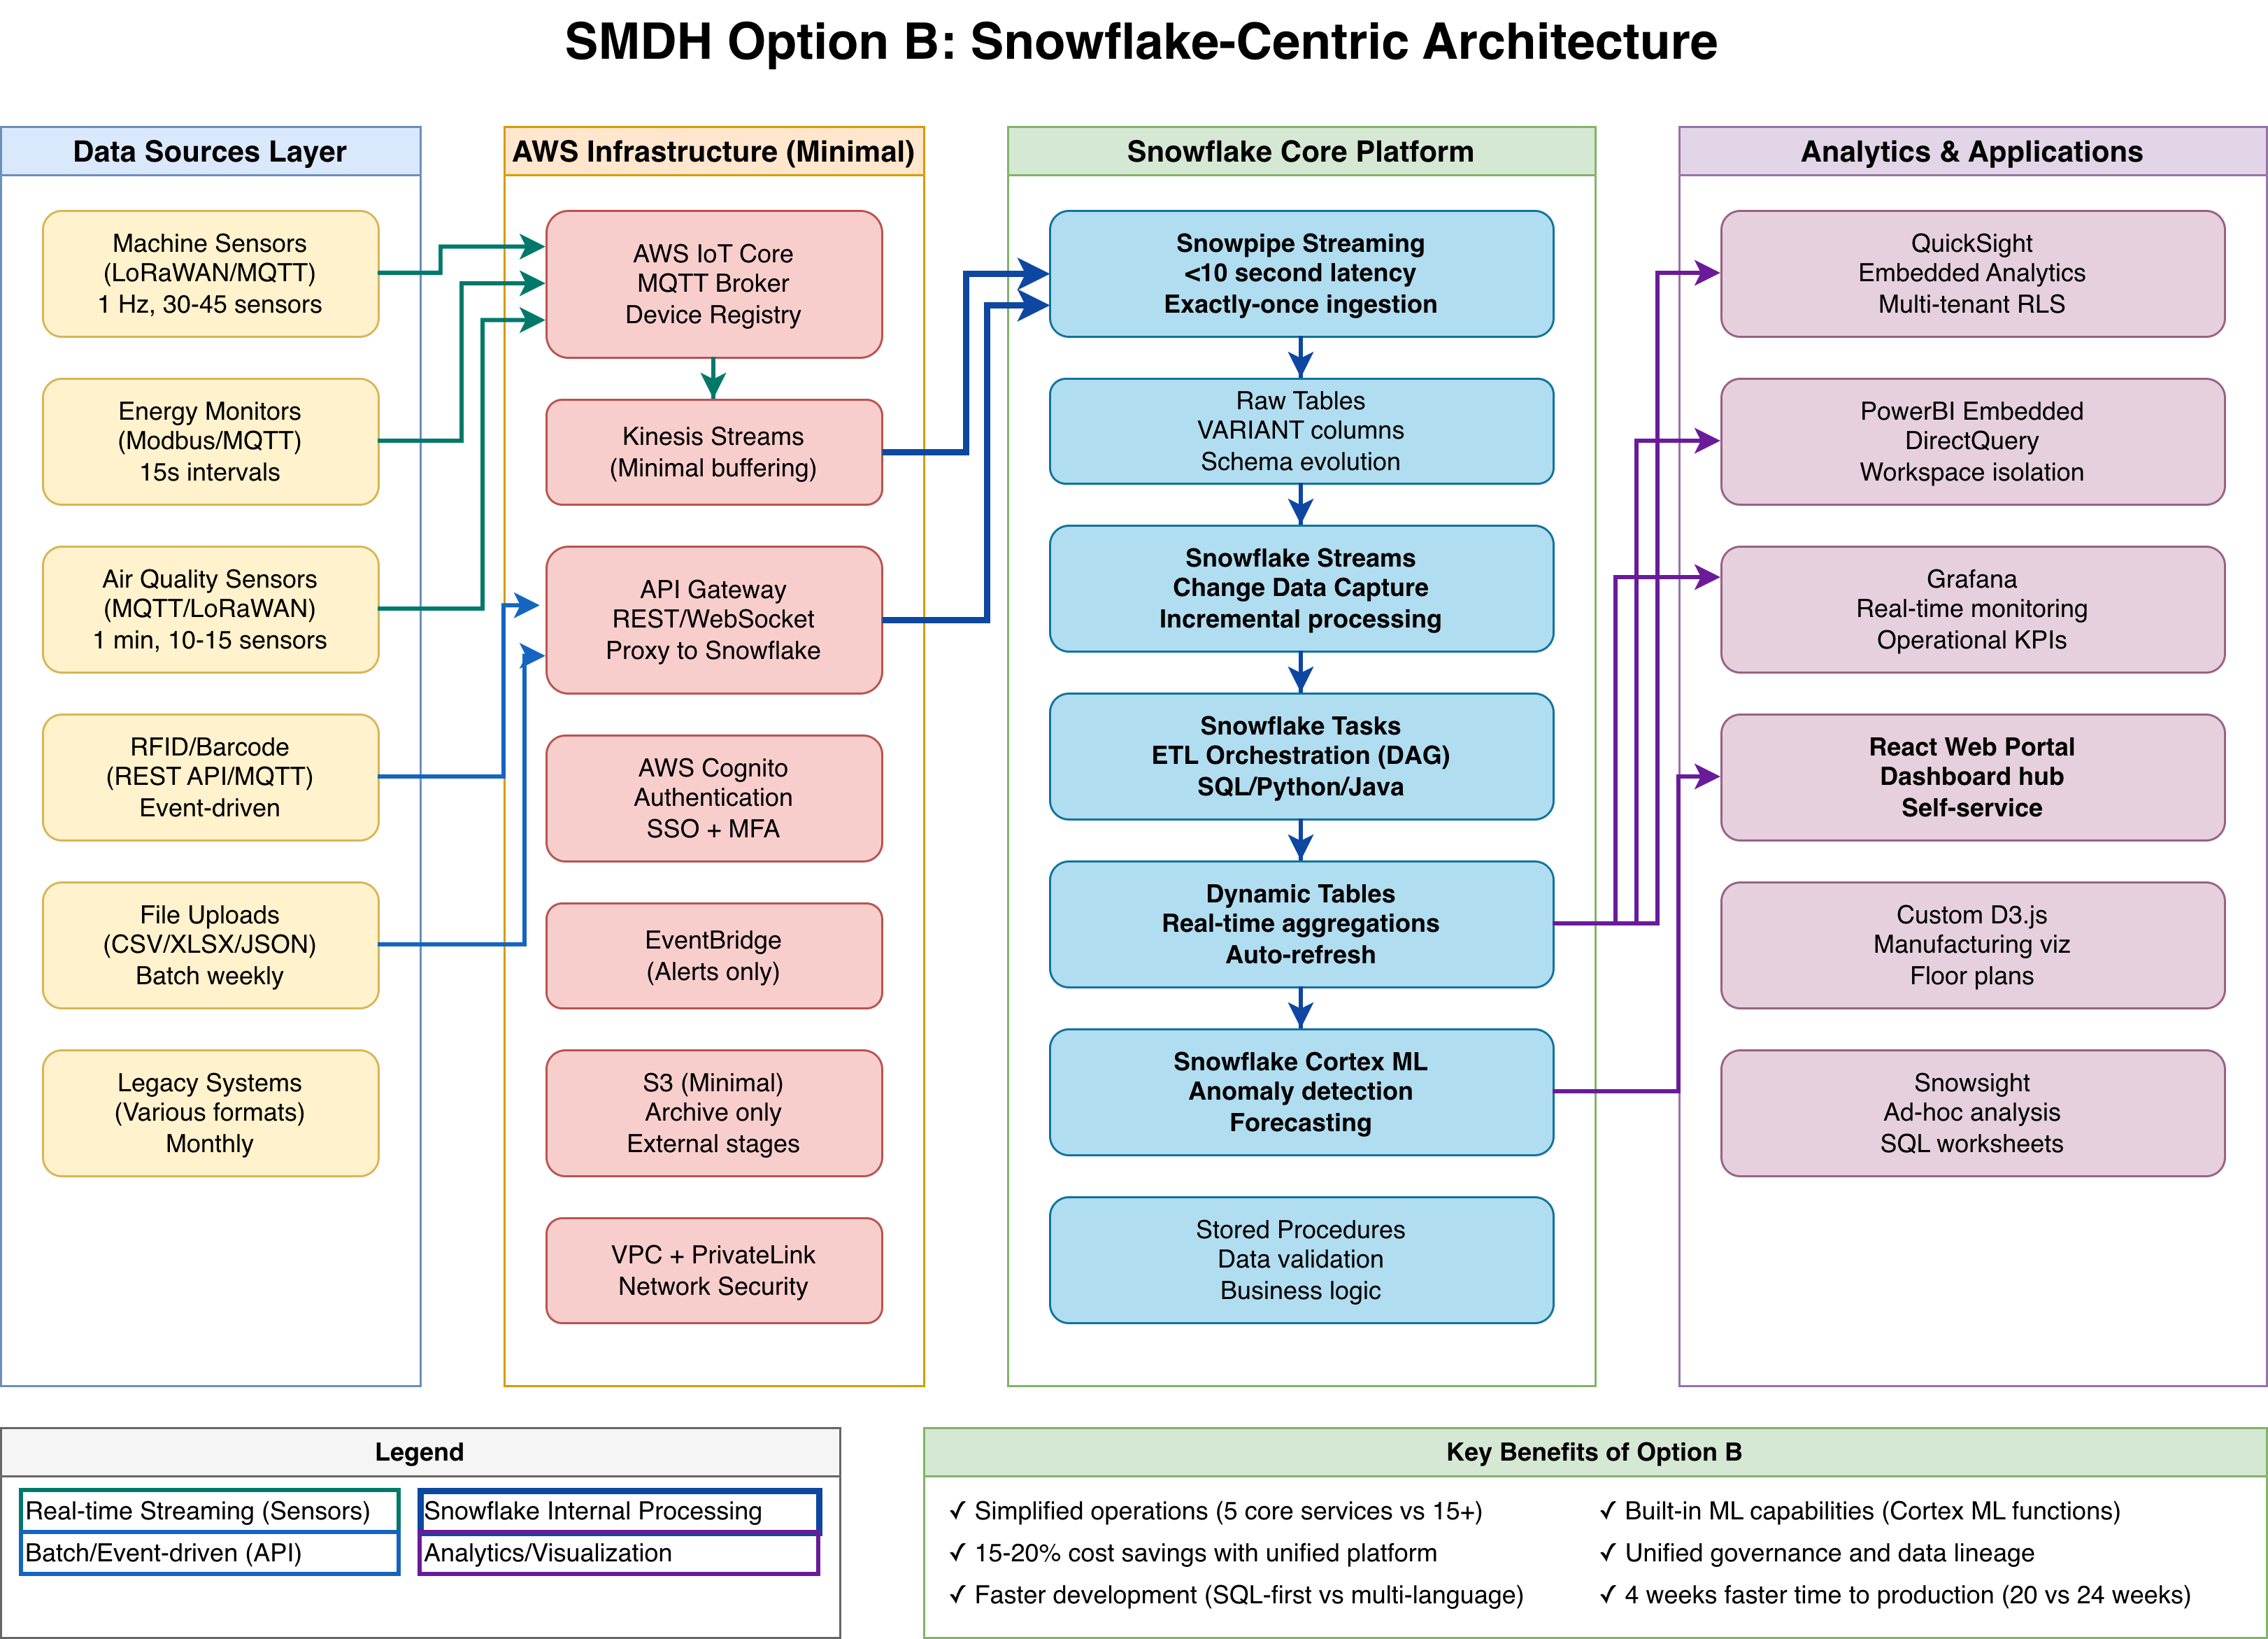 SMDH Option B: Snowflake-Centric Architecture
Data Sources Layer
Machine Sensors
(LoRaWAN/MQTT)
1 Hz, 30-45 sensors
Energy Monitors
(Modbus/MQTT)
15s intervals
Air Quality Sensors
(MQTT/LoRaWAN)
1 min, 10-15 sensors
RFID/Barcode
(REST API/MQTT)
Event-driven
File Uploads
(CSV/XLSX/JSON)
Batch weekly
Legacy Systems
(Various formats)
Monthly
AWS Infrastructure (Minimal)
AWS IoT Core
MQTT Broker
Device Registry
Kinesis Streams
(Minimal buffering)
API Gateway
REST/WebSocket
Proxy to Snowflake
AWS Cognito
Authentication
SSO + MFA
EventBridge
(Alerts only)
S3 (Minimal)
Archive only
External stages
VPC + PrivateLink
Network Security
Snowflake Core Platform
Snowpipe Streaming
<10 second latency
Exactly-once ingestion
Raw Tables
VARIANT columns
Schema evolution
Snowflake Streams
Change Data Capture
Incremental processing
Snowflake Tasks
ETL Orchestration (DAG)
SQL/Python/Java
Dynamic Tables
Real-time aggregations
Auto-refresh
Snowflake Cortex ML
Anomaly detection
Forecasting
Stored Procedures
Data validation
Business logic
Analytics & Applications
QuickSight
Embedded Analytics
Multi-tenant RLS
PowerBI Embedded
DirectQuery
Workspace isolation
Grafana
Real-time monitoring
Operational KPIs
React Web Portal
Dashboard hub
Self-service
Custom D3.js
Manufacturing viz
Floor plans
Snowsight
Ad-hoc analysis
SQL worksheets
Legend
Real-time Streaming (Sensors)
Batch/Event-driven (API)
Snowflake Internal Processing
Analytics/Visualization
Key Benefits of Option B
✓ Simplified operations (5 core services vs 15+)
✓ 15-20% cost savings with unified platform
✓ Faster development (SQL-first vs multi-language)
✓ Built-in ML capabilities (Cortex ML functions)
✓ Unified governance and data lineage
✓ 4 weeks faster time to production (20 vs 24 weeks)